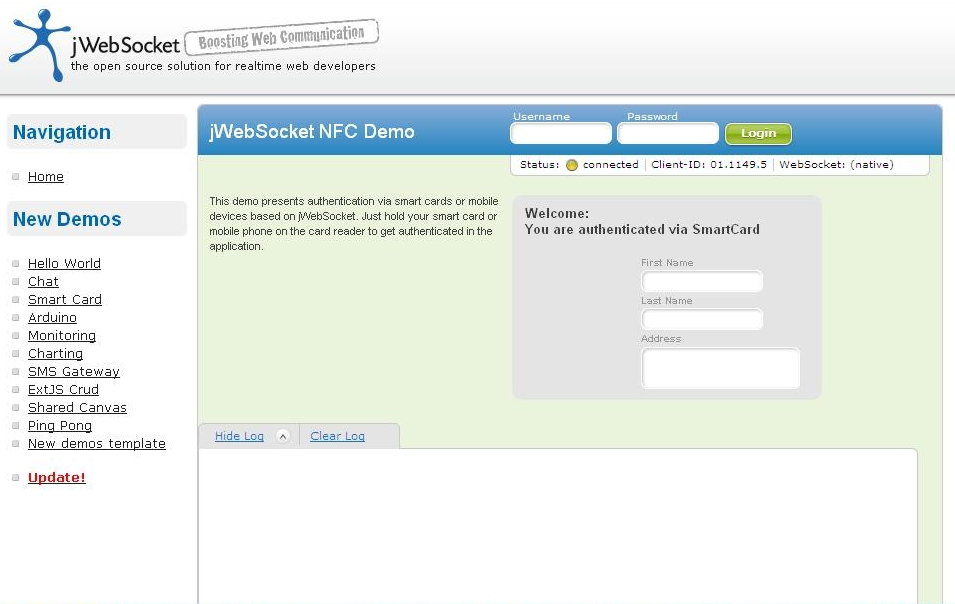 jWebSocket Boosting Web Communication
the open source solution for realtime web developers
Navigation
Home
New Demos
Hello World
Chat
Smart Card
Arduino
Monitoring
Charting
SMS Gateway
ExtJS Crud
Shared Canvas
Ping Pong
New demos template
Update!
jWebSocket NFC Demo
Username Password
Login
Status: connected Client-ID: 01.1149.5 WebSocket: (native)
This demo presents authentication via smart cards or mobile
devices based on jWebSocket. Just hold your smart card or
mobile phone on the card reader to get authenticated in the
application.
Welcome:
You are authenticated via SmartCard
First Name
Last Name
Address
Hide Log Clear Log